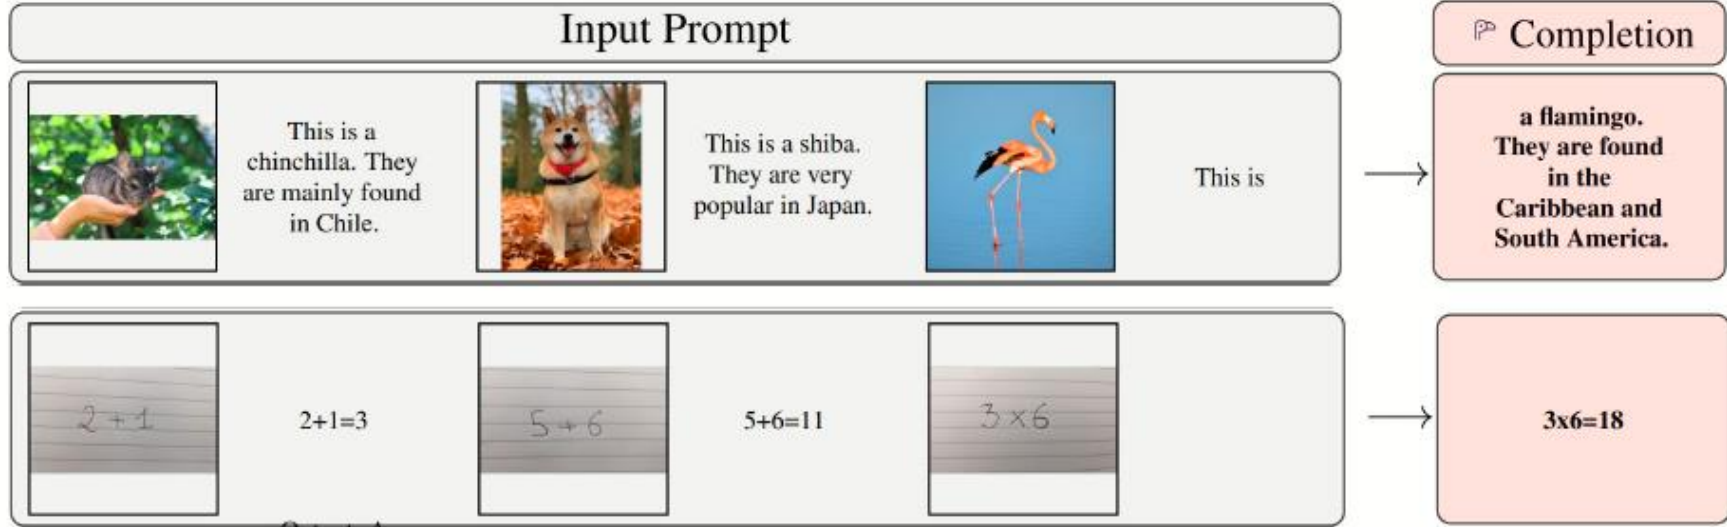 Input Prompt
Completion
This is a
chinchilla. They
are mainly found
in Chile.
This is a shiba.
They are very
popular in Japan.
This is
a flamingo.
They are found
in the
Caribbean and
South America.
2+1
2+1=3
5+6
5+6=11
3×6
3x6=18